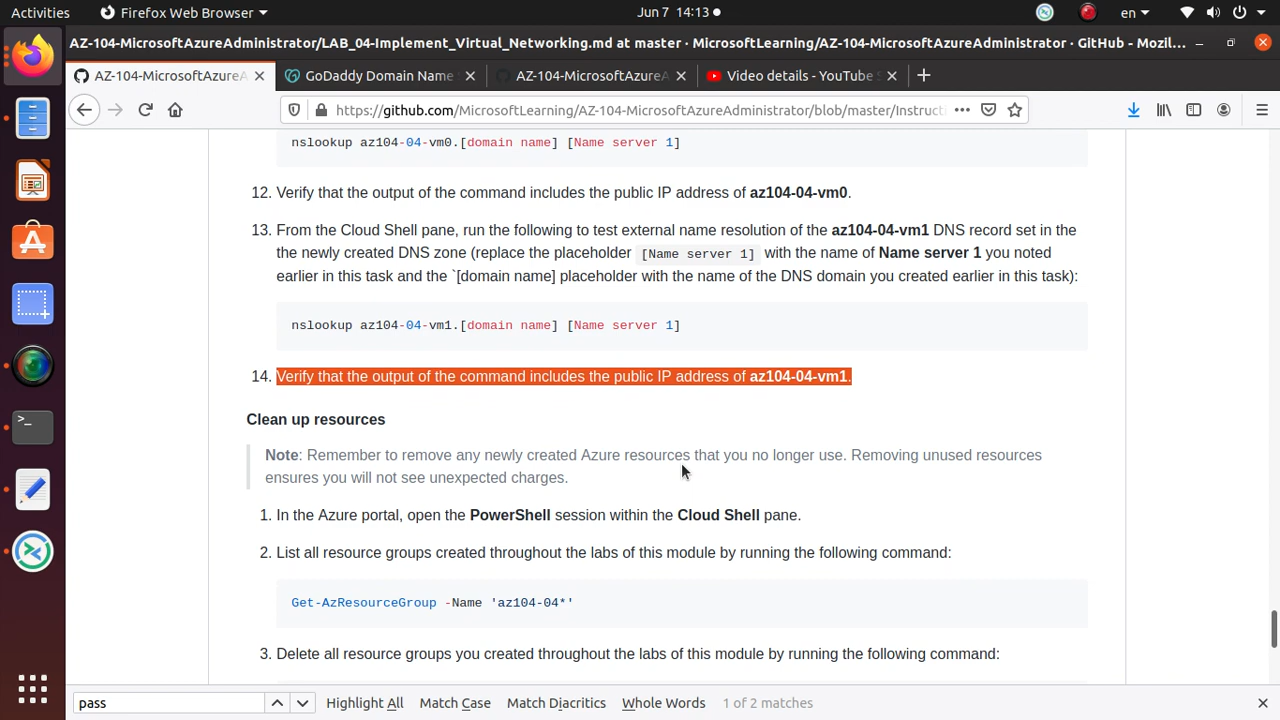 Activities Firefox Web Browser Jun 7 14:13 en
AZ-104-MicrosoftAzureAdministrator/LAB_04-Implement_Virtual_Networking.md at master · MicrosoftLearning/AZ-104-MicrosoftAzureAdministrator · GitHub - Mozil...
AZ-104-MicrosoftAzureA GoDaddy Domain Name AZ-104-MicrosoftAzureA Video details - YouTube S
https://github.com/MicrosoftLearning/AZ-104-MicrosoftAzureAdministrator/blob/master/Instruct
nslookup az104-04-vm0.[domain name] [Name server 1]
12. Verify that the output of the command includes the public IP address of az104-04-vm0.
13. From the Cloud Shell pane, run the following to test external name resolution of the az104-04-vm1 DNS record set in the
the newly created DNS zone (replace the placeholder [Name server 1] with the name of Name server 1 you noted
earlier in this task and the `[domain name] placeholder with the name of the DNS domain you created earlier in this task):
nslookup az104-04-vm1.[domain name] [Name server 1]
14. Verify that the output of the command includes the public IP address of az104-04-vm1.
Clean up resources
Note: Remember to remove any newly created Azure resources that you no longer use. Removing unused resources
ensures you will not see unexpected charges.
1. In the Azure portal, open the PowerShell session within the Cloud Shell pane.
2. List all resource groups created throughout the labs of this module by running the following command:
Get-AzResourceGroup -Name 'az104-04*'
3. Delete all resource groups you created throughout the labs of this module by running the following command:
pass Highlight All Match Case Match Diacritics Whole Words 1 of 2 matches